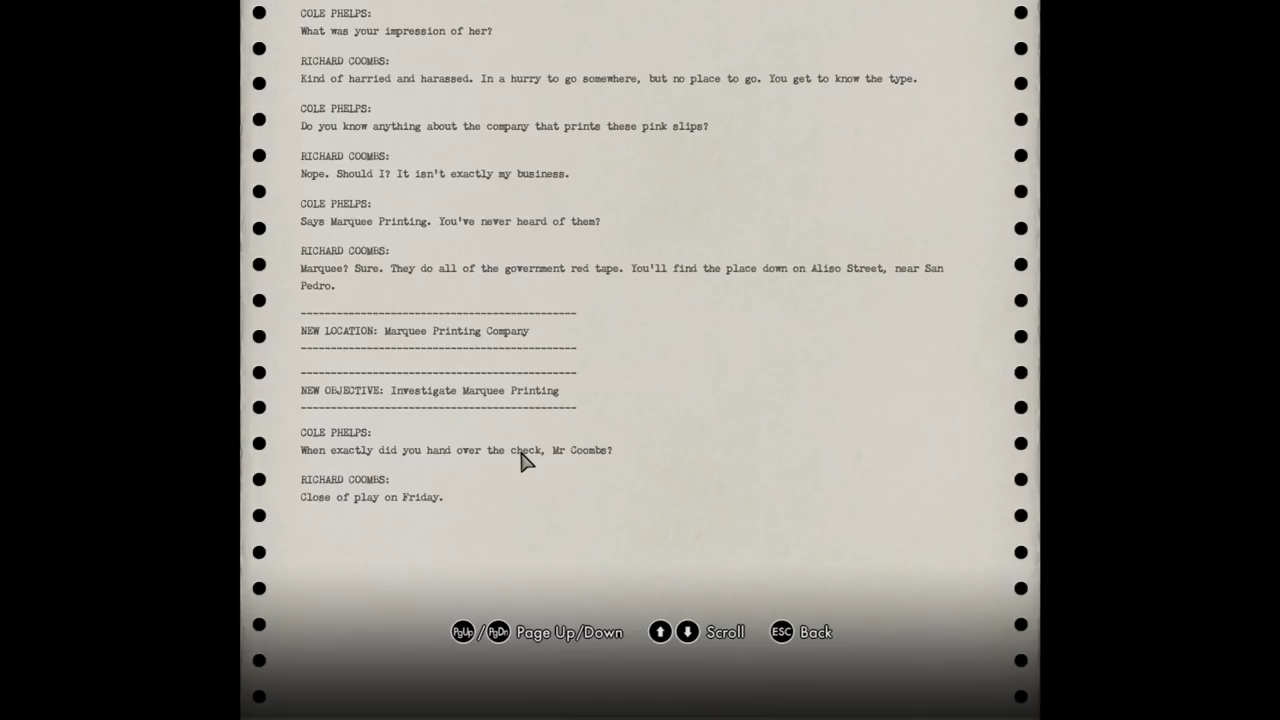 COLE PHELPS:
What was your impression of her?
RICHARD COOMBS:
Kind of harried and harassed. In a hurry to go somewhere, but no place to go. You get to know the type.
COLE PHELPS:
Do you know anything about the company that prints these pink slips?
RICHARD COOMBS:
Nope. Should I? It isn't exactly my business.
COLE PHELPS:
Says Marquee Printing. You've never heard of them?
RICHARD COOMBS:
Marquee? Sure. They do all of the government red tape. You'll find the place down on Aliso Street, near San
Pedro.
----------------------------------------------
NEW LOCATION: Marquee Printing Company
----------------------------------------------
----------------------------------------------
NEW OBJECTIVE: Investigate Marquee Printing
----------------------------------------------
COLE PHELPS:
When exactly did you hand over the check, Mr Coombs?
RICHARD COOMBS:
Close of play on Friday.
PgUp/PgDn Page Up/Down Scroll ESC Back